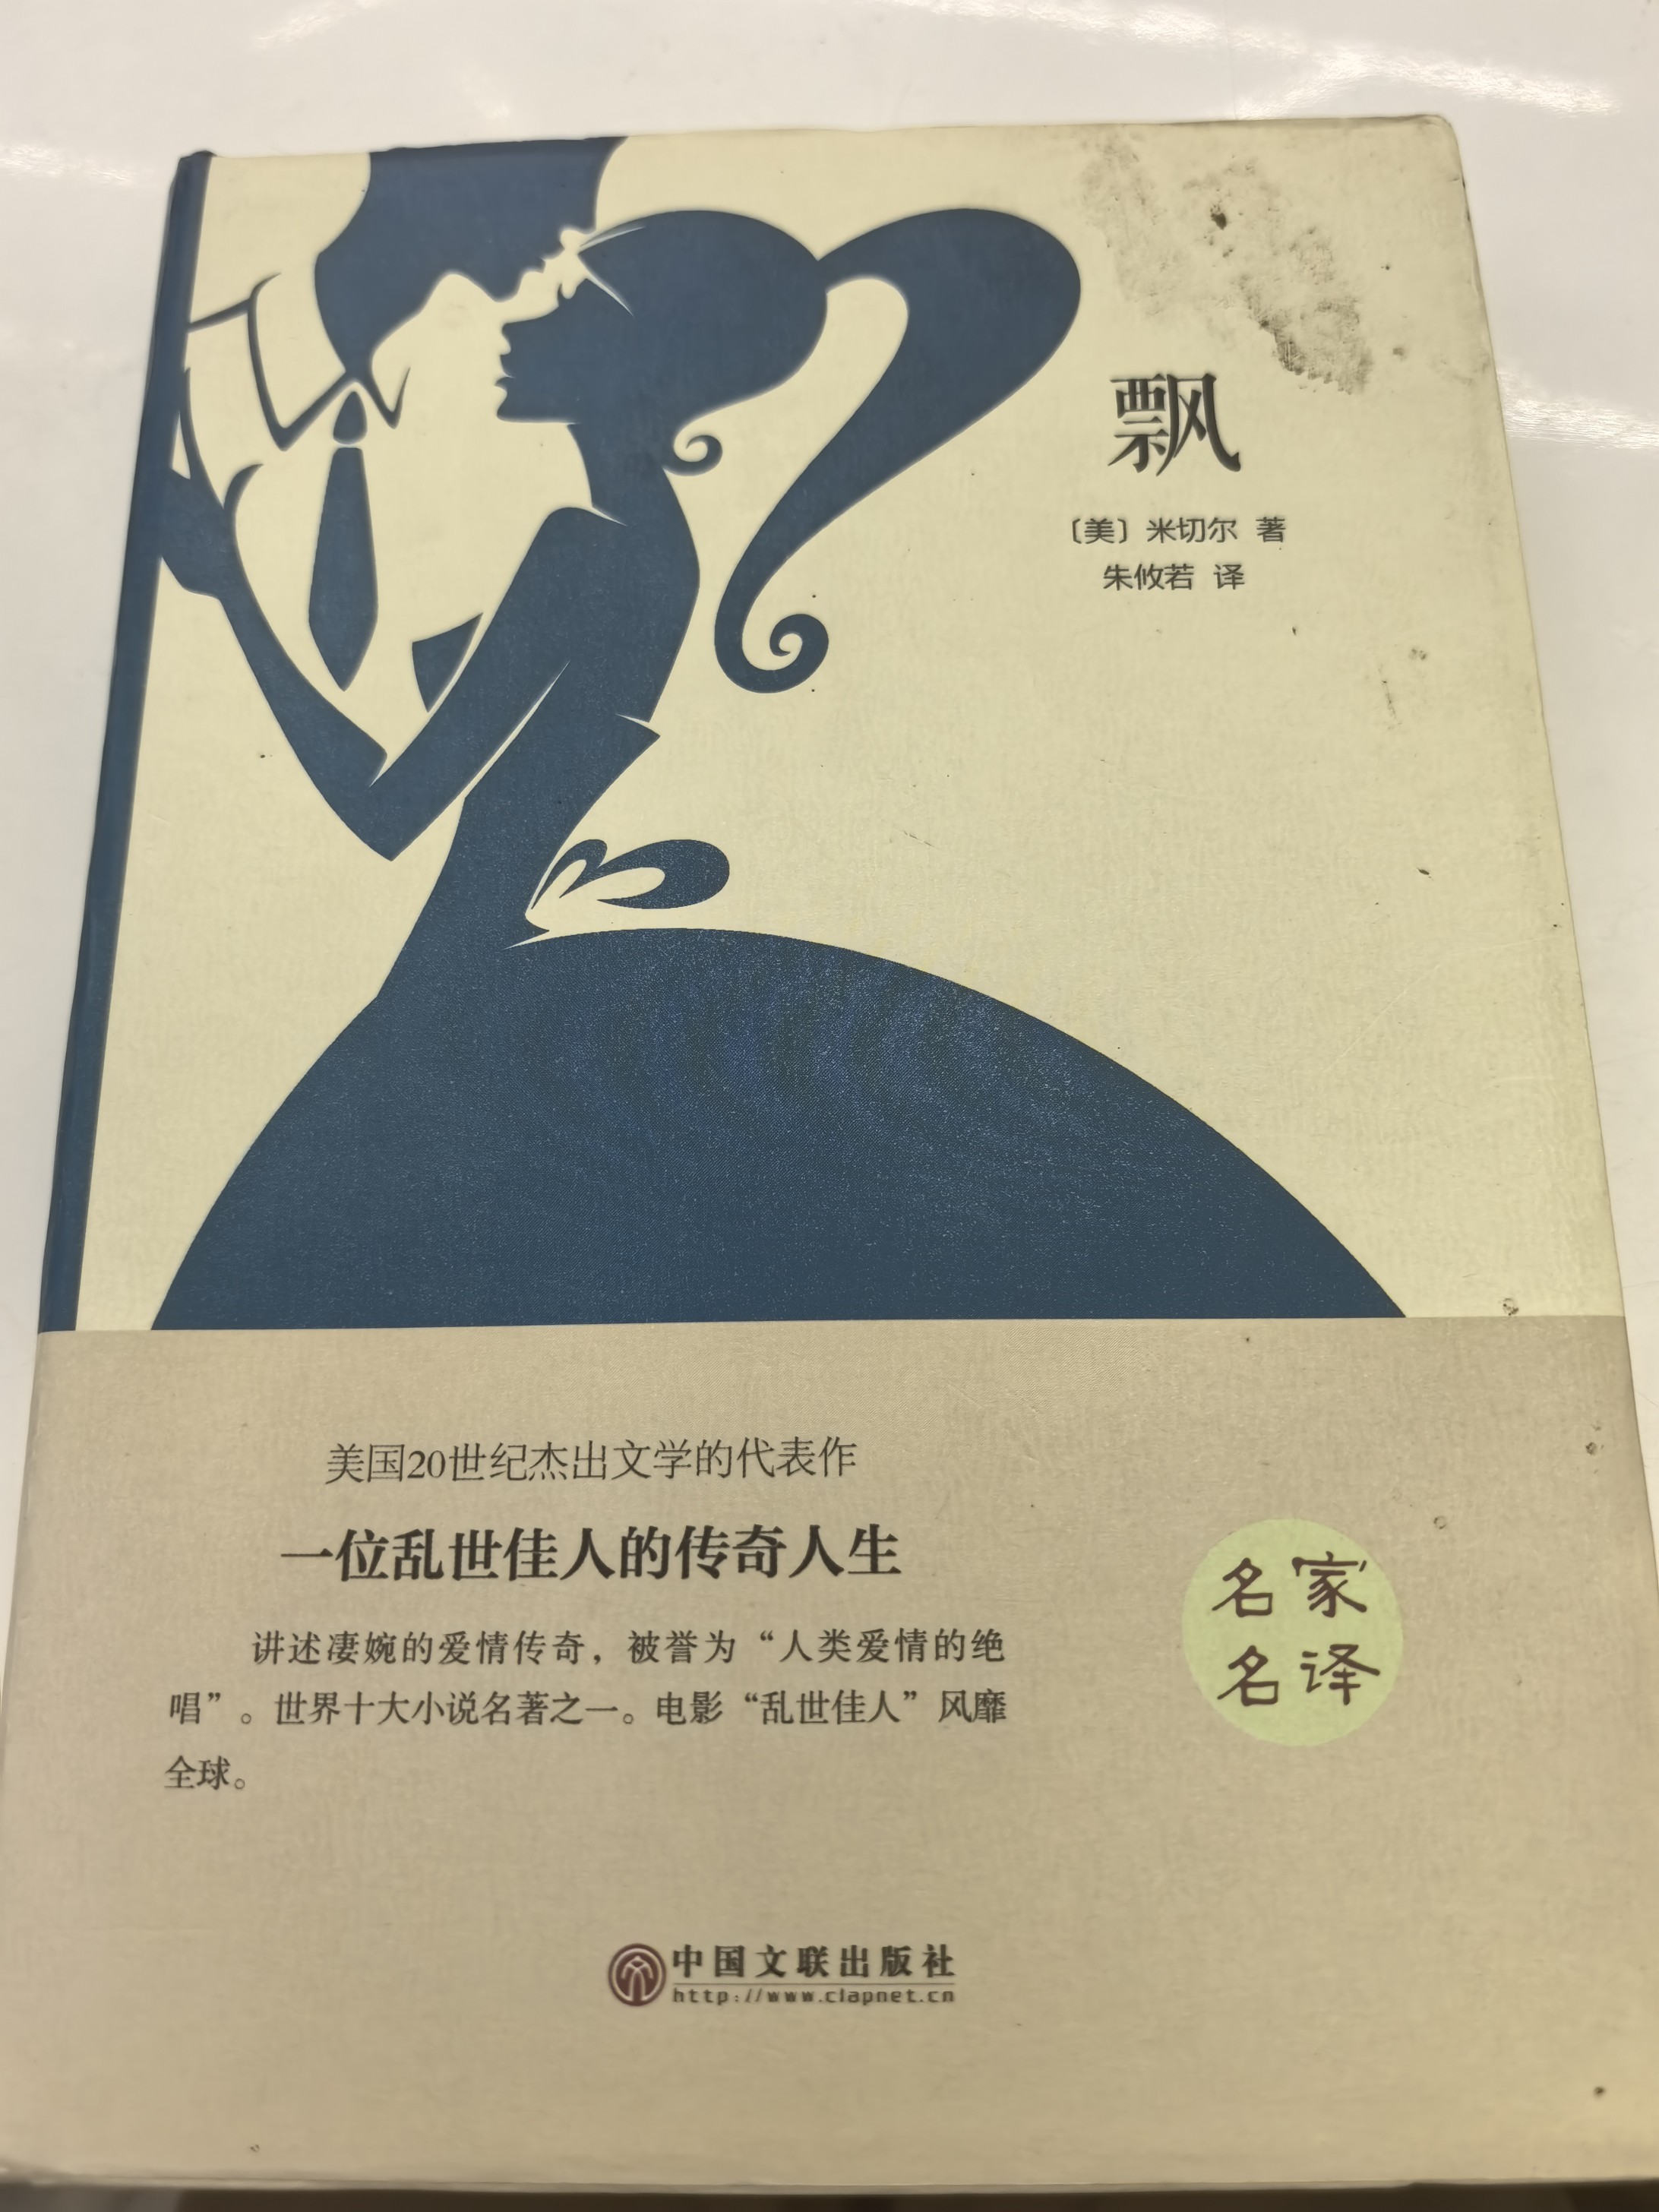 飘
〔美〕米切尔 著
朱攸若 译
美国20世纪杰出文学的代表作
一位乱世佳人的传奇人生
讲述凄婉的爱情传奇，被誉为“人类爱情的绝
唱”。世界十大小说名著之一。电影“乱世佳人”风靡
全球。
名家
名译
中国文联出版社
http://www.clapnet.cn